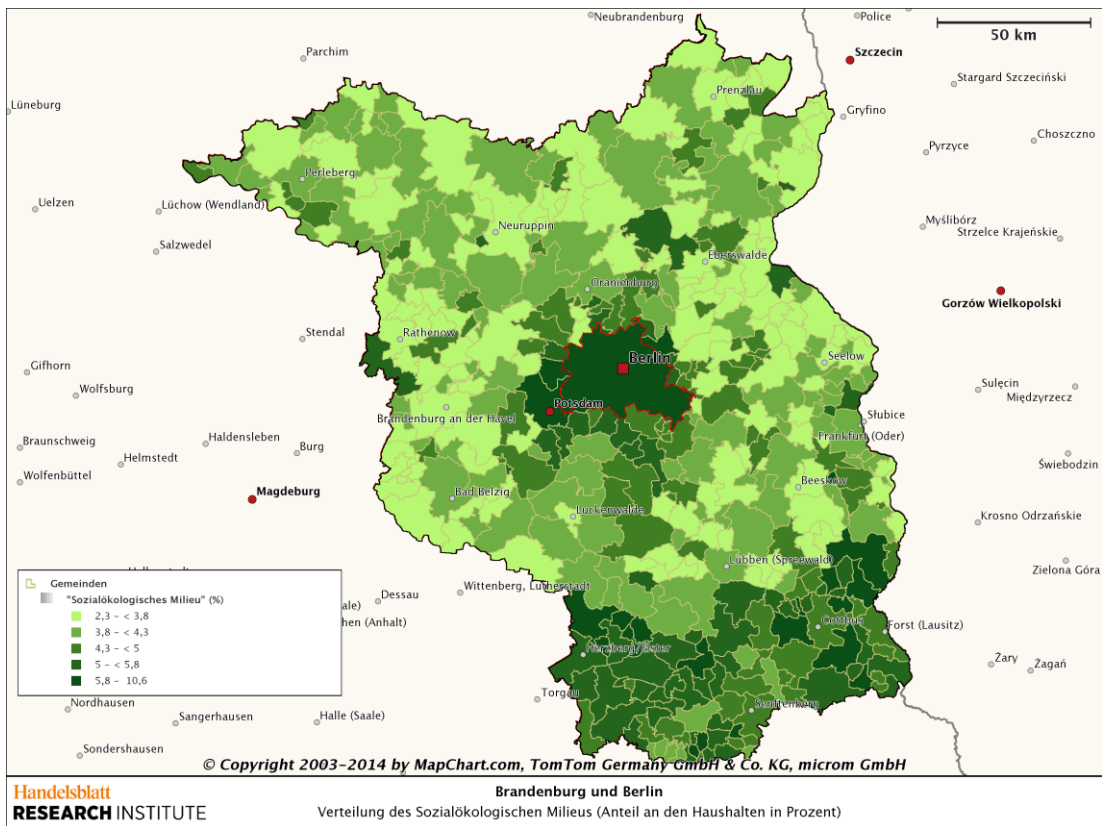 Neubrandenburg
Police
50 km
Parchim
Szczecin
Stargard Szczeciński
Lüneburg
Prenzlau
Gryfino
Choszczno
Pyrzyce
Perleberg
Uelzen
Lüchow (Wendland)
Myślibórz
Strzelce Krajeńskie
Salzwedel
Neuruppin
Eberswalde
Oranienburg
Gorzów Wielkopolski
Stendal
Rathenow
Seelow
Berlin
Gifhorn
Wolfsburg
Sulęcin
Międzyrzecz
Potsdam
Brandenburg an der Havel
Słubice
Frankfurt (Oder)
Braunschweig
Haldensleben
Burg
Helmstedt
Świebodzin
Wolfenbüttel
Magdeburg
Bad Belzig
Beeskow
Luckenwalde
Krosno Odrzańskie
Lübben (Spreewald)
Zielona Góra
Wittenberg, Lutherstadt
Dessau
Gemeinden
"Sozialökologisches Milieu" (%)
2,3 – < 3,8
3,8 – < 4,3
4,3 – < 5
5 – < 5,8
5,8 – 10,6
ale)
hen (Anhalt)
Cottbus
Forst (Lausitz)
Herzberg/Elster
Żary
Żagań
Torgau
Senftenberg
Nordhausen
Sangerhausen
Halle (Saale)
Sondershausen
© Copyright 2003-2014 by MapChart.com, TomTom Germany GmbH & Co. KG, microm GmbH
Handelsblatt
RESEARCH INSTITUTE
Brandenburg und Berlin
Verteilung des Sozialökologischen Milieus (Anteil an den Haushalten in Prozent)